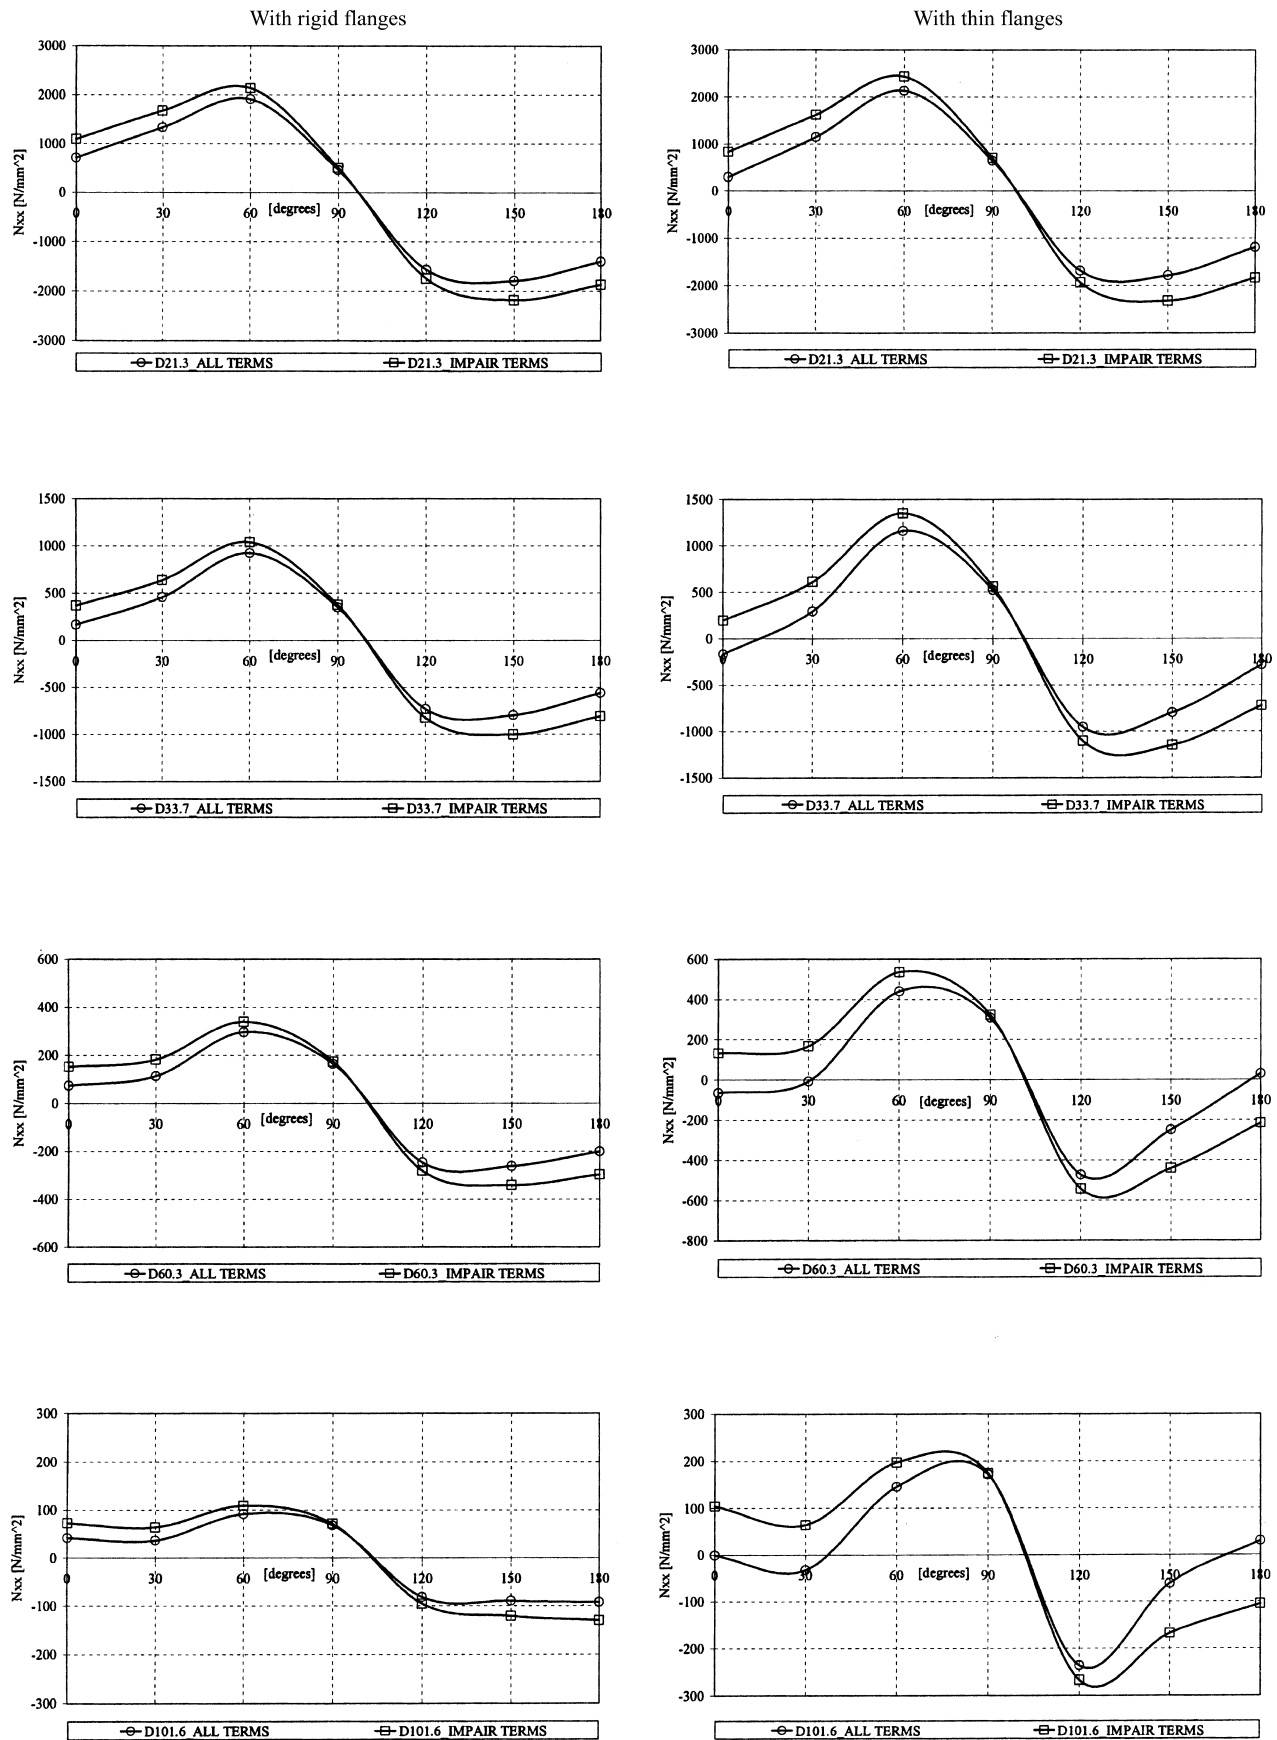 With rigid flanges
With thin flanges
3000
2000
1000
0
-1000
-2000
-3000
Nxx [N/mm^2]
0 30 60 [degrees] 90 120 150 180
D21.3_ALL TERMS D21.3_IMPAIR TERMS
3000
2000
1000
0
-1000
-2000
-3000
Nxx [N/mm^2]
0 30 60 [degrees] 90 120 150 180
D21.3_ALL TERMS D21.3_IMPAIR TERMS
1500
1000
500
0
-500
-1000
-1500
Nxx [N/mm^2]
0 30 60 [degrees] 90 120 150 180
D33.7_ALL TERMS D33.7_IMPAIR TERMS
1500
1000
500
0
-500
-1000
-1500
Nxx [N/mm^2]
0 30 60 [degrees] 90 120 150 180
D33.7_ALL TERMS D33.7_IMPAIR TERMS
600
400
200
0
-200
-400
-600
Nxx [N/mm^2]
0 30 60 [degrees] 90 120 150 180
D60.3_ALL TERMS D60.3_IMPAIR TERMS
600
400
200
0
-200
-400
-600
-800
Nxx [N/mm^2]
0 30 60 [degrees] 90 120 150 180
D60.3_ALL TERMS D60.3_IMPAIR TERMS
300
200
100
0
-100
-200
-300
Nxx [N/mm^2]
0 30 60 [degrees] 90 120 150 180
D101.6_ALL TERMS D101.6_IMPAIR TERMS
300
200
100
0
-100
-200
-300
Nxx [N/mm^2]
0 30 60 [degrees] 90 120 150 180
D101.6_ALL TERMS D101.6_IMPAIR TERMS